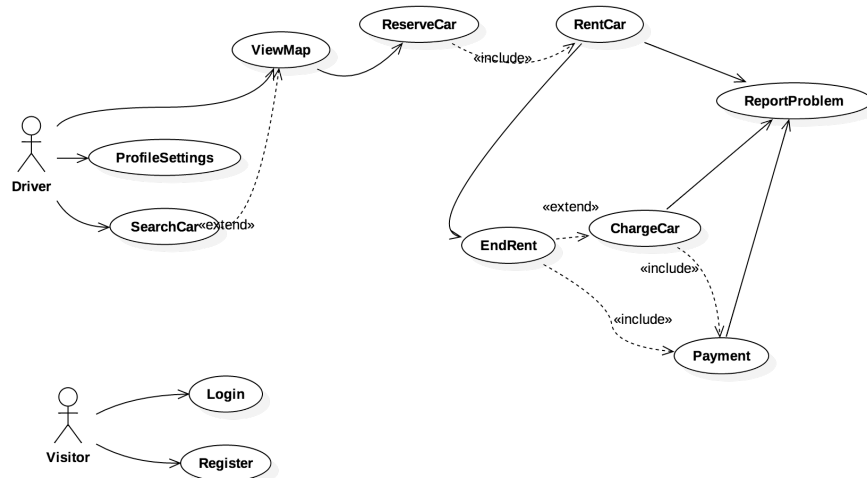 ReserveCar
RentCar
«include»
ViewMap
ReportProblem
Driver
ProfileSettings
SearchCar
«extend»
«extend»
ChargeCar
EndRent
«include»
«include»
Payment
Login
Visitor
Register